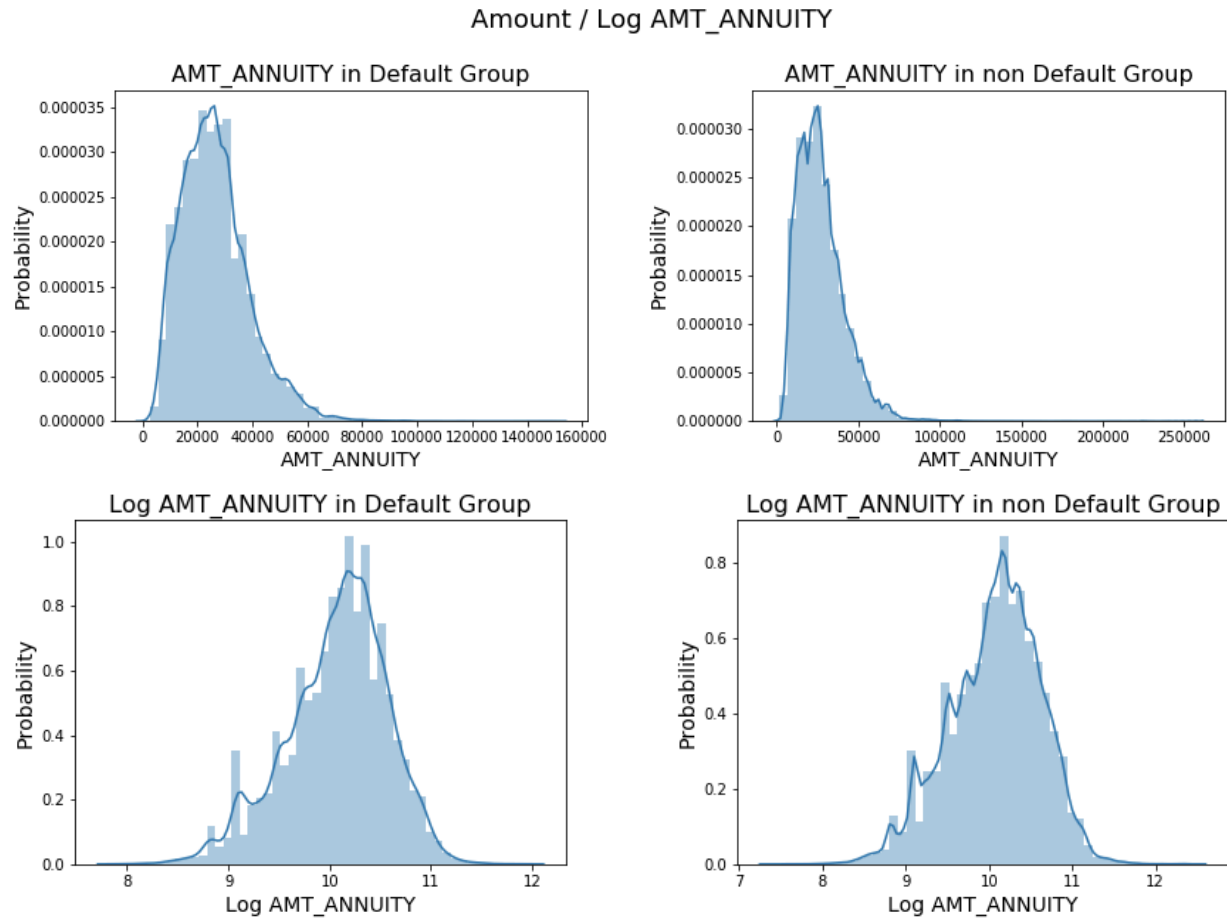 Amount / Log AMT_ANNUITY
AMT_ANNUITY in Default Group
0.000035
0.000030
0.000025
0.000020
0.000015
0.000010
0.000005
0.000000
Probability
0 20000 40000 60000 80000 100000 120000 140000 160000
AMT_ANNUITY
AMT_ANNUITY in non Default Group
0.000030
0.000025
0.000020
0.000015
0.000010
0.000005
0.000000
Probability
0 50000 100000 150000 200000 250000
AMT_ANNUITY
Log AMT_ANNUITY in Default Group
1.0
0.8
0.6
0.4
0.2
0.0
Probability
8 9 10 11 12
Log AMT_ANNUITY
Log AMT_ANNUITY in non Default Group
0.8
0.6
0.4
0.2
0.0
Probability
7 8 9 10 11 12
Log AMT_ANNUITY